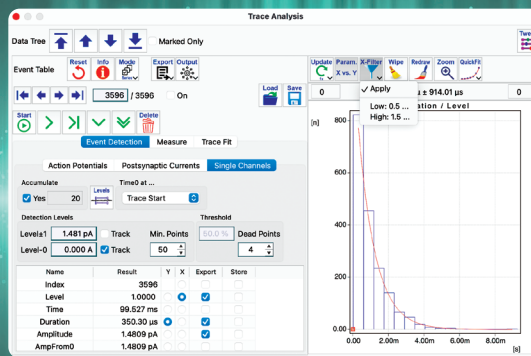 Trace Analysis
Data Tree
Marked Only
Event Table
Reset
Info
Mode
Export
Output
3596 / 3596
On
Load
Save
Start
Delete
Event Detection
Measure
Trace Fit
Action Potentials
Postsynaptic Currents
Single Channels
Accumulate
Yes
20
Levels
Time0 at ...
Trace Start
Detection Levels
Threshold
Level±1
1.481 pA
Track
Min. Points
50.0 %
Dead Points
Level-0
0.000 A
Track
50
4
Name Result Y X Export Store
Index 3596
Level 1.0000
Time 99.527 ms
Duration 350.30 µs
Amplitude 1.4809 pA
AmpFrom0 1.4809 pA
Update
Param.
X vs. Y
X-Filter
Wipe
Redraw
Zoom
QuickFit
0
± 914.01 µs
0
✓ Apply
Low: 0.5 ...
High: 1.5 ...
/ Level
[n]
800
600
400
200
0.00
0.00
2.00m
4.00m
6.00m
8.00m
[s]